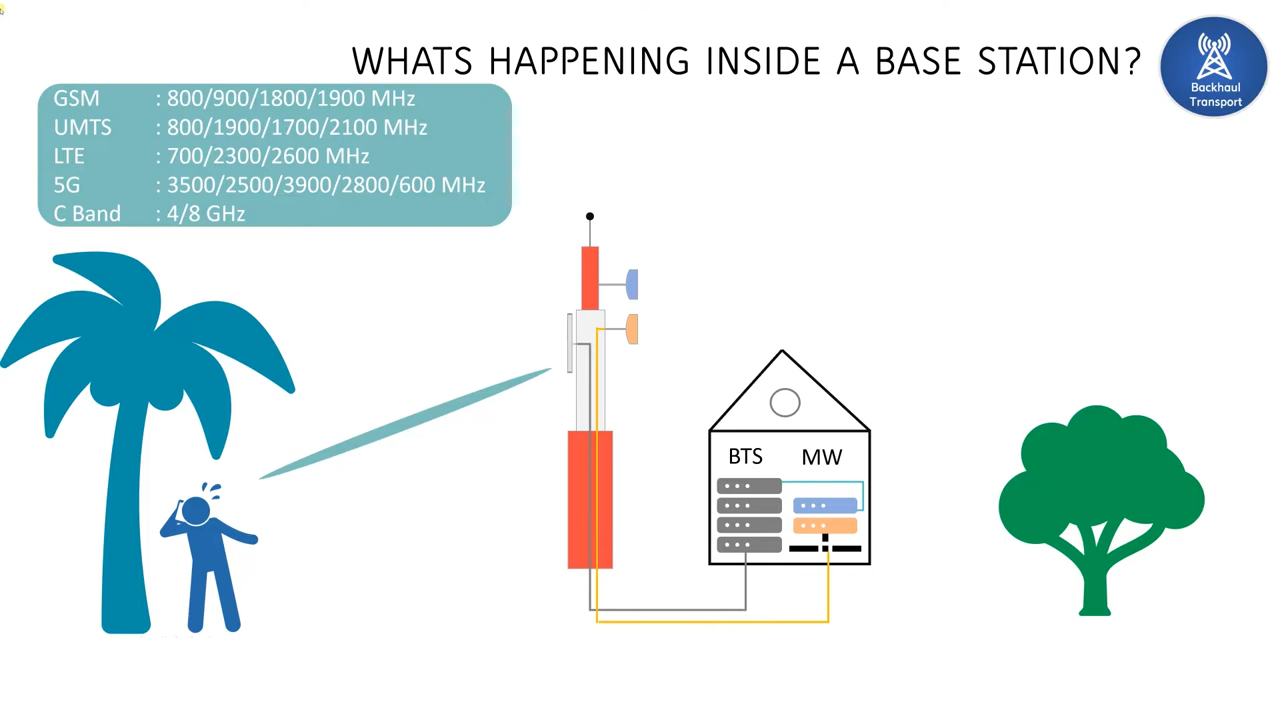 WHATS HAPPENING INSIDE A BASE STATION?
Backhaul
Transport
GSM : 800/900/1800/1900 MHz
UMTS : 800/1900/1700/2100 MHz
LTE : 700/2300/2600 MHz
5G : 3500/2500/3900/2800/600 MHz
C Band : 4/8 GHz
BTS MW